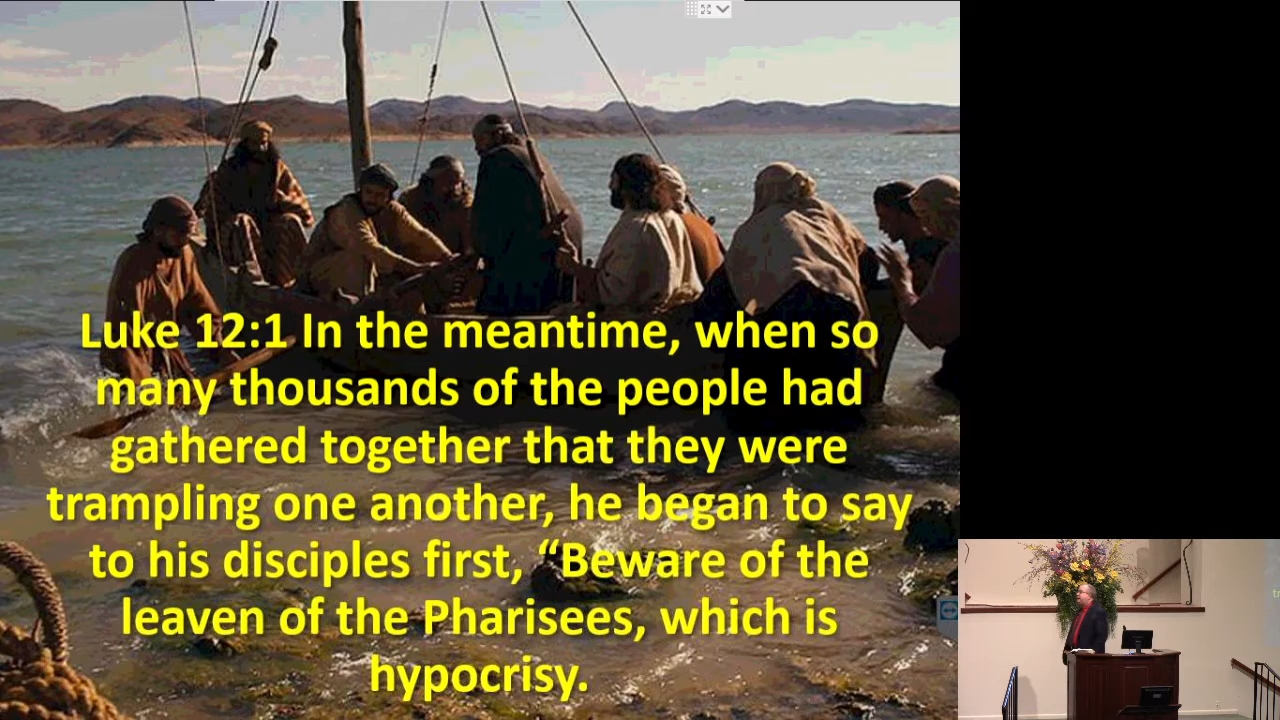 Luke 12:1 In the meantime, when so
many thousands of the people had
gathered together that they were
trampling one another, he began to say
to his disciples first, “Beware of the
leaven of the Pharisees, which is
hypocrisy.